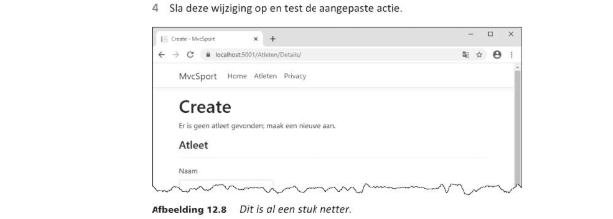 4 Sla deze wijziging op en test de aangepaste actie.
Create - MvcSport
localhost:5001/Atleten/Details/
MvcSport Home Atleten Privacy
Create
Er is geen atleet gevonden; maak een nieuwe aan.
Atleet
Naam
Afbeelding 12.8 Dit is al een stuk netter.